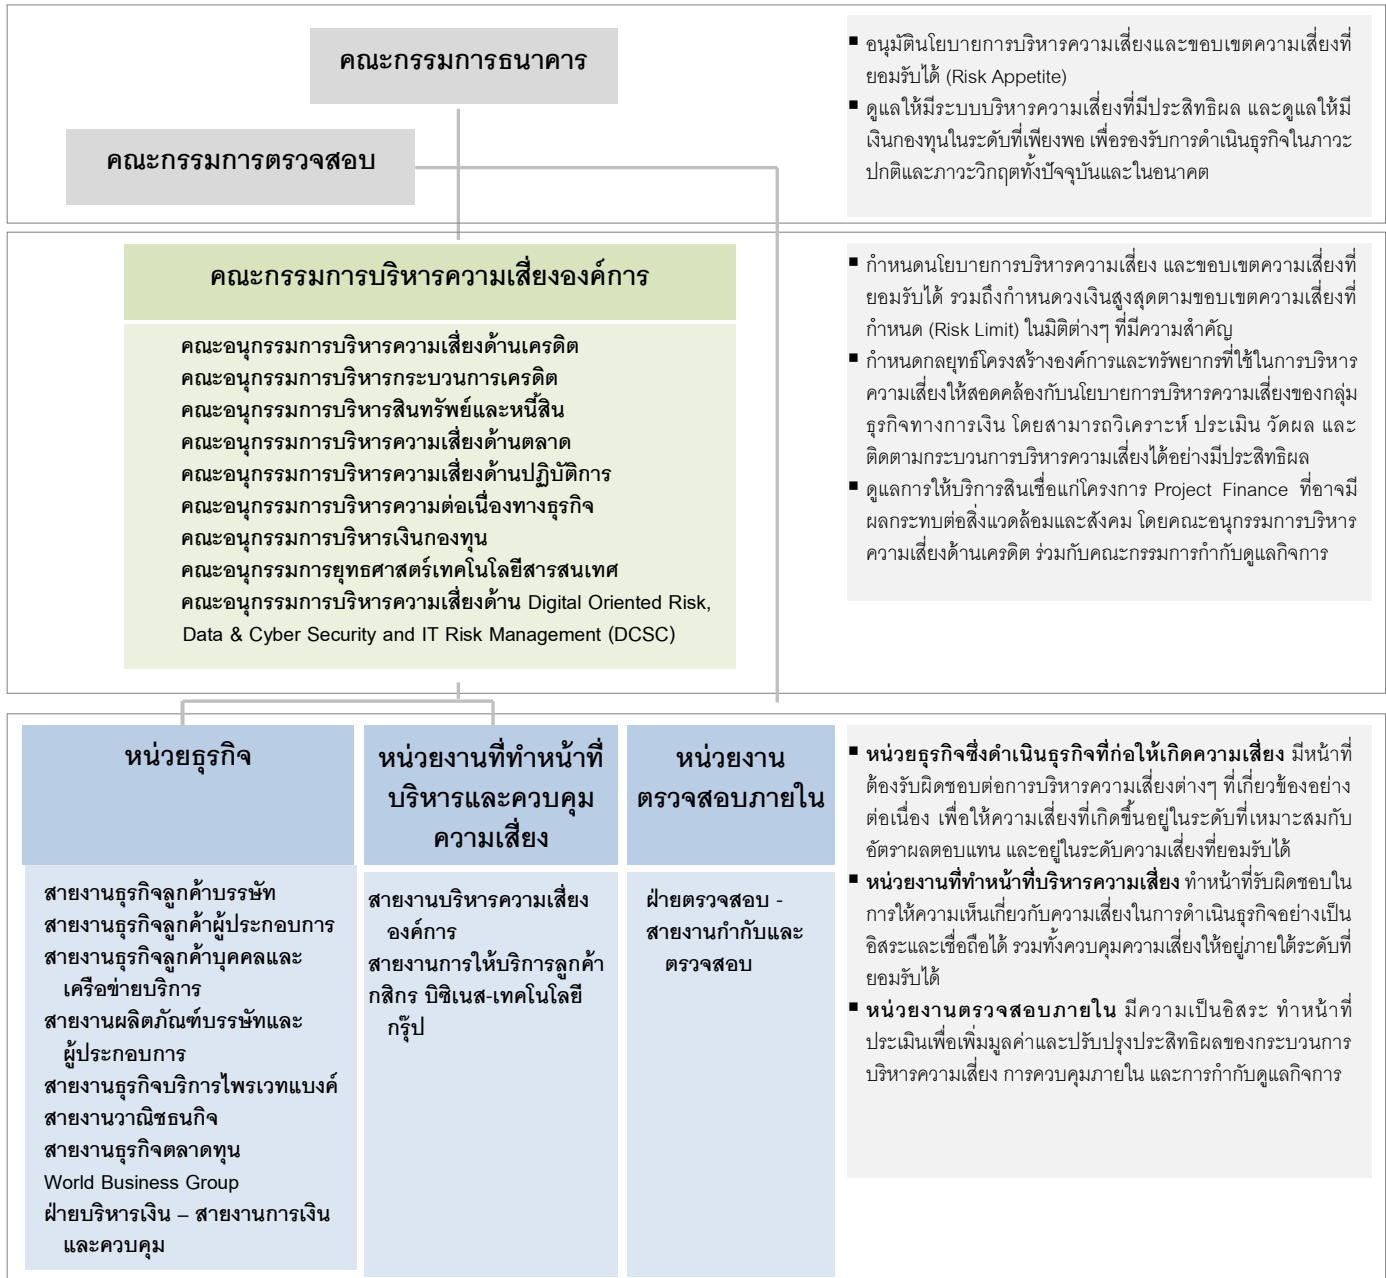 คณะกรรมการธนาคาร
คณะกรรมการตรวจสอบ
▪ อนุมัตินโยบายการบริหารความเสี่ยงและขอบเขตความเสี่ยงที่
ยอมรับได้ (Risk Appetite)
▪ ดูแลให้มีระบบบริหารความเสี่ยงที่มีประสิทธิผล และดูแลให้มี
เงินกองทุนในระดับที่เพียงพอ เพื่อรองรับการดำเนินธุรกิจในภาวะ
ปกติและภาวะวิกฤตทั้งปัจจุบันและในอนาคต
คณะกรรมการบริหารความเสี่ยงองค์การ
คณะอนุกรรมการบริหารความเสี่ยงด้านเครดิต
คณะอนุกรรมการบริหารกระบวนการเครดิต
คณะอนุกรรมการบริหารสินทรัพย์และหนี้สิน
คณะอนุกรรมการบริหารความเสี่ยงด้านตลาด
คณะอนุกรรมการบริหารความเสี่ยงด้านปฏิบัติการ
คณะอนุกรรมการบริหารความต่อเนื่องทางธุรกิจ
คณะอนุกรรมการบริหารเงินกองทุน
คณะอนุกรรมการยุทธศาสตร์เทคโนโลยีสารสนเทศ
คณะอนุกรรมการบริหารความเสี่ยงด้าน Digital Oriented Risk,
Data & Cyber Security and IT Risk Management (DCSC)
▪ กำหนดนโยบายการบริหารความเสี่ยง และขอบเขตความเสี่ยงที่
ยอมรับได้ รวมถึงกำหนดวงเงินสูงสุดตามขอบเขตความเสี่ยงที่
กำหนด (Risk Limit) ในมิติต่างๆ ที่มีความสำคัญ
▪ กำหนดกลยุทธ์โครงสร้างองค์การและทรัพยากรที่ใช้ในการบริหาร
ความเสี่ยงให้สอดคล้องกับนโยบายการบริหารความเสี่ยงของกลุ่ม
ธุรกิจทางการเงิน โดยสามารถวิเคราะห์ ประเมิน วัดผล และ
ติดตามกระบวนการบริหารความเสี่ยงได้อย่างมีประสิทธิผล
▪ ดูแลการให้บริการสินเชื่อแก่โครงการ Project Finance ที่อาจมี
ผลกระทบต่อสิ่งแวดล้อมและสังคม โดยคณะอนุกรรมการบริหาร
ความเสี่ยงด้านเครดิต ร่วมกับคณะกรรมการกำกับดูแลกิจการ
หน่วยธุรกิจ
สายงานธุรกิจลูกค้าบรรษัท
สายงานธุรกิจลูกค้าผู้ประกอบการ
สายงานธุรกิจลูกค้าบุคคลและ
เครือข่ายบริการ
สายงานผลิตภัณฑ์บรรษัทและ
ผู้ประกอบการ
สายงานธุรกิจบริการไพรเวทแบงค์
สายงานวาณิชธนกิจ
สายงานธุรกิจตลาดทุน
World Business Group
ฝ่ายบริหารเงิน – สายงานการเงิน
และควบคุม
หน่วยงานที่ทำหน้าที่
บริหารและควบคุม
ความเสี่ยง
สายงานบริหารความเสี่ยง
องค์การ
สายงานการให้บริการลูกค้า
กสิกร บิซิเนส-เทคโนโลยี
กรุ๊ป
หน่วยงาน
ตรวจสอบภายใน
ฝ่ายตรวจสอบ -
สายงานกำกับและ
ตรวจสอบ
▪ หน่วยธุรกิจซึ่งดำเนินธุรกิจที่ก่อให้เกิดความเสี่ยง มีหน้าที่
ต้องรับผิดชอบต่อการบริหารความเสี่ยงต่างๆ ที่เกี่ยวข้องอย่าง
ต่อเนื่อง เพื่อให้ความเสี่ยงที่เกิดขึ้นอยู่ในระดับที่เหมาะสมกับ
อัตราผลตอบแทน และอยู่ในระดับความเสี่ยงที่ยอมรับได้
▪ หน่วยงานที่ทำหน้าที่บริหารความเสี่ยง ทำหน้าที่รับผิดชอบใน
การให้ความเห็นเกี่ยวกับความเสี่ยงในการดำเนินธุรกิจอย่างเป็น
อิสระและเชื่อถือได้ รวมทั้งควบคุมความเสี่ยงให้อยู่ภายใต้ระดับที่
ยอมรับได้
▪ หน่วยงานตรวจสอบภายใน มีความเป็นอิสระ ทำหน้าที่
ประเมินเพื่อเพิ่มมูลค่าและปรับปรุงประสิทธิผลของกระบวนการ
บริหารความเสี่ยง การควบคุมภายใน และการกำกับดูแลกิจการ